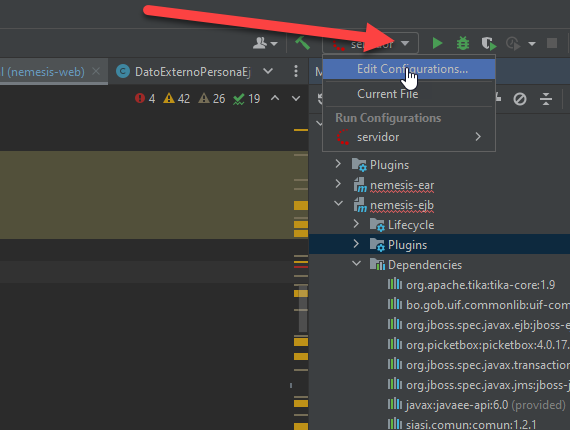 servidor
l (nemesis-web)
DatoExternoPersonaEj
4 42 26 19
Edit Configurations...
Current File
Run Configurations
servidor
Plugins
nemesis-ear
nemesis-ejb
Lifecycle
Plugins
Dependencies
org.apache.tika:tika-core:1.9
bo.gob.uif.commonlib:uif-com
org.jboss.spec.javax.ejb:jboss-e
org.picketbox:picketbox:4.0.17.
org.jboss.spec.javax.transaction
org.jboss.spec.javax.jms:jboss-j
javax:javaee-api:6.0 (provided)
siasi.comun:comun:1.2.1